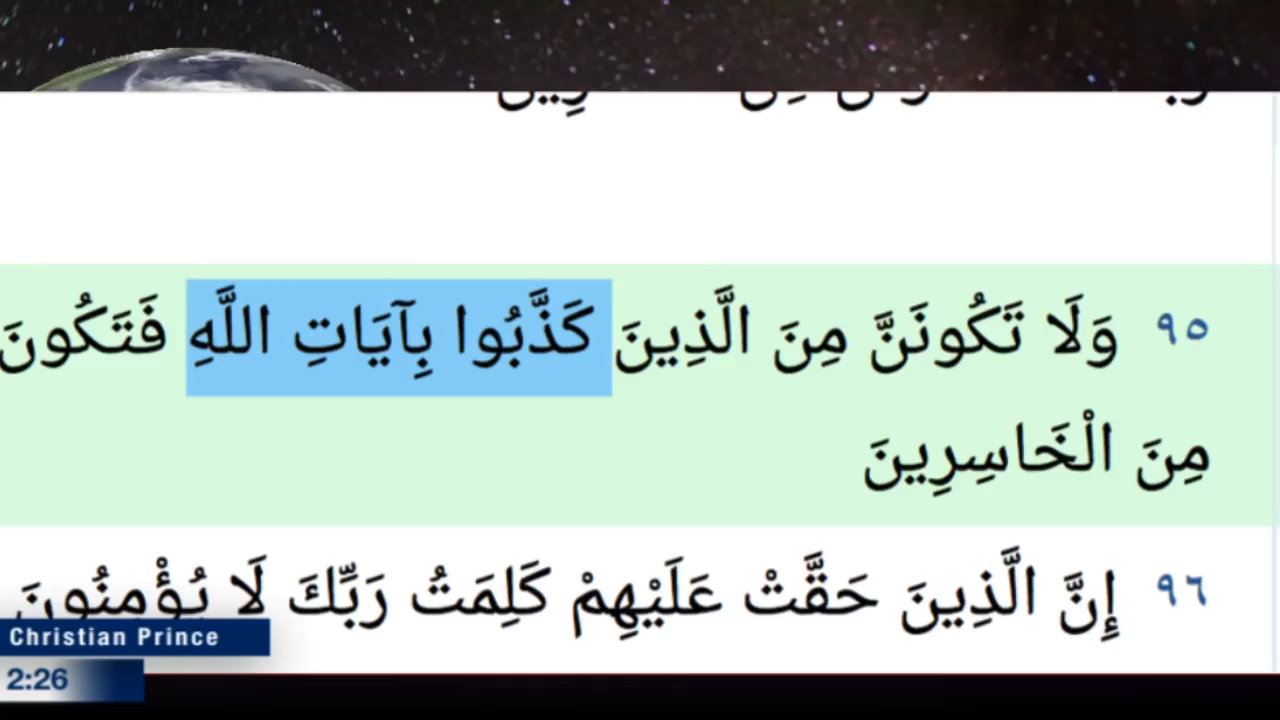 ٩٥ وَلَا تَكُونَنَّ مِنَ الَّذِينَ كَذَّبُوا بِآيَاتِ اللَّهِ فَتَكُونَ
مِنَ الْخَاسِرِينَ
٩٦ إِنَّ الَّذِينَ حَقَّتْ عَلَيْهِمْ كَلِمَتُ رَبِّكَ لَا يُؤْمِنُونَ
Christian Prince
2:26